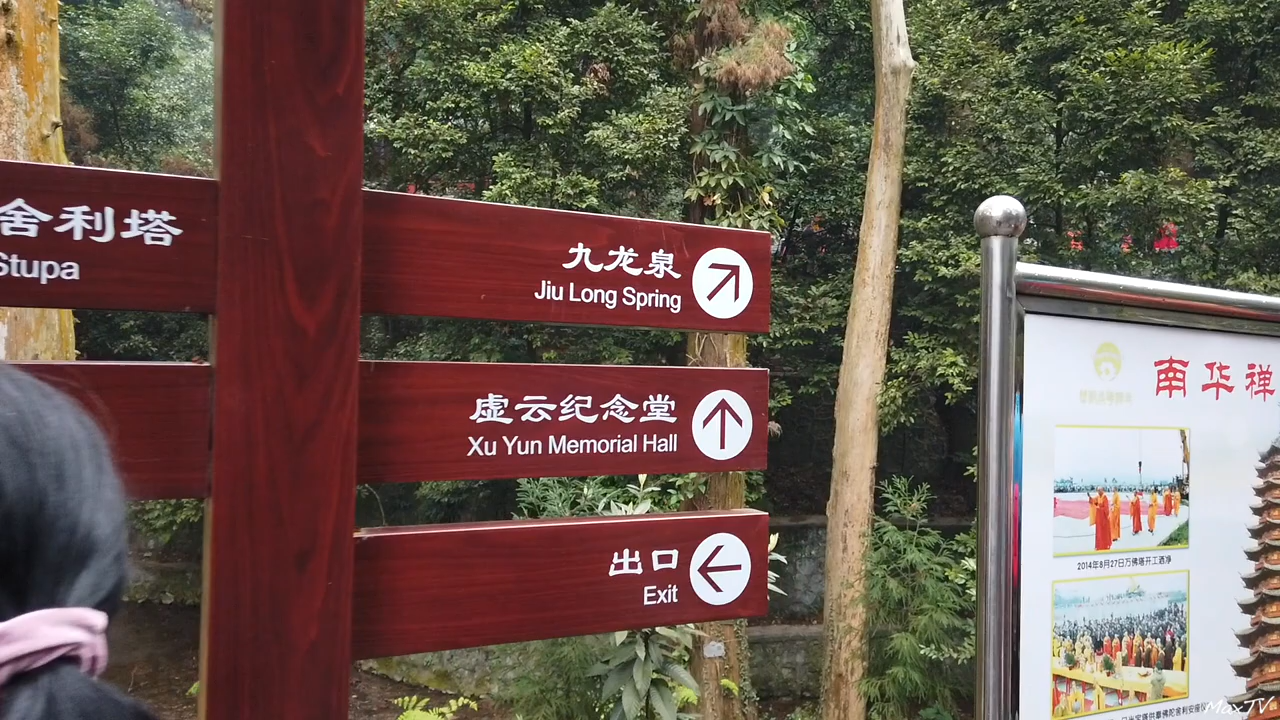 舍利塔
Stupa
九龙泉
Jiu Long Spring
虚云纪念堂
Xu Yun Memorial Hall
出口
Exit
南华禅
2014年8月27日万佛塔开工洒净
MaxTV